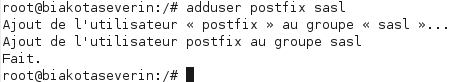 root@biakotaseverin:/# adduser postfix sasl
Ajout de l'utilisateur « postfix » au groupe « sasl »...
Ajout de l'utilisateur postfix au groupe sasl
Fait.
root@biakotaseverin:/#